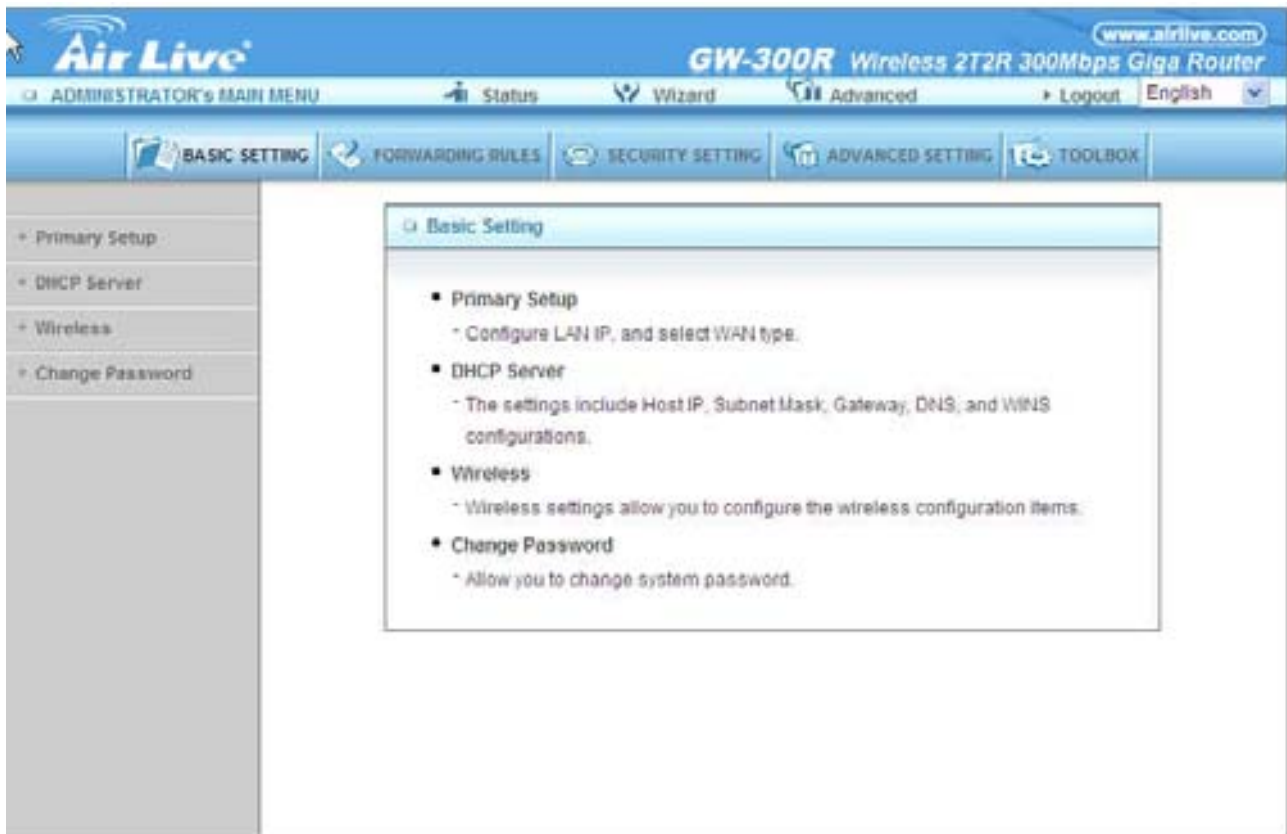 Air Live
www.airlive.com
GW-300R Wireless 2T2R 300Mbps Giga Router
ADMINISTRATOR's MAIN MENU Status Wizard Advanced Logout English
BASIC SETTING FORWARDING RULES SECURITY SETTING ADVANCED SETTING TOOLBOX
Primary Setup
DHCP Server
Wireless
Change Password
Basic Setting
Primary Setup
- Configure LAN IP, and select WAN type.
DHCP Server
- The settings include Host IP, Subnet Mask, Gateway, DNS, and WINS
configurations.
Wireless
- Wireless settings allow you to configure the wireless configuration items.
Change Password
- Allow you to change system password.